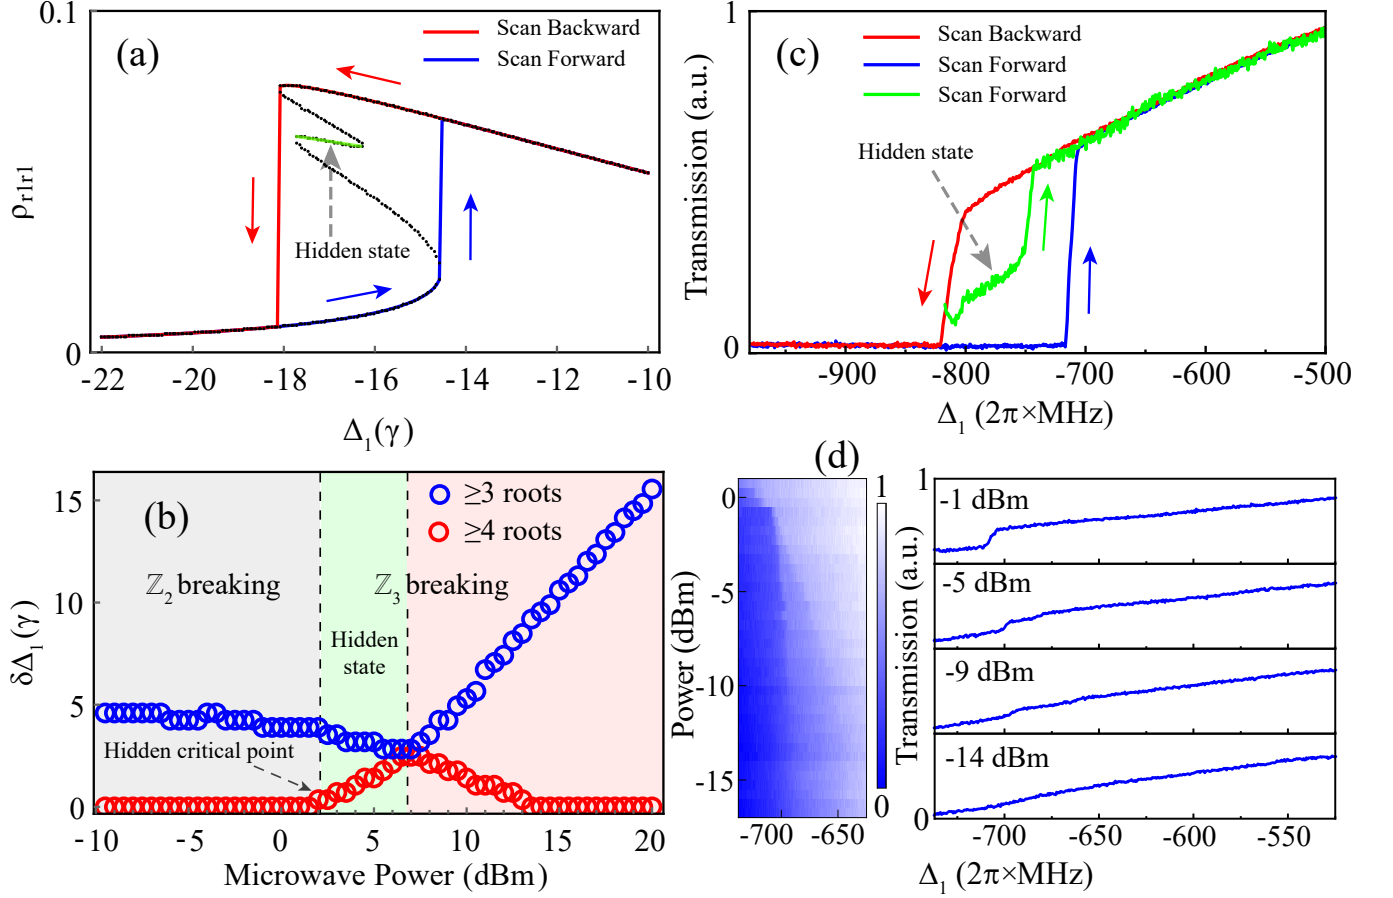 (a)
Scan Backward
Scan Forward
Hidden state
0.1
0
ρr1r1
-22 -20 -18 -16 -14 -12 -10
Δ1(γ)
(c)
Scan Backward
Scan Forward
Scan Forward
Hidden state
1
0
Transmission (a.u.)
-900 -800 -700 -600 -500
Δ1 (2π×MHz)
(b)
≥3 roots
≥4 roots
ℤ2 breaking
ℤ3 breaking
Hidden
state
Hidden critical point
15
10
5
0
δΔ1(γ)
-10 -5 0 5 10 15 20
Microwave Power (dBm)
(d)
0
-5
-10
-15
Power (dBm)
-700 -650
1
0
Transmission (a.u.)
1
0
-1 dBm
-5 dBm
-9 dBm
-14 dBm
-700 -650 -600 -550
Δ1 (2π×MHz)